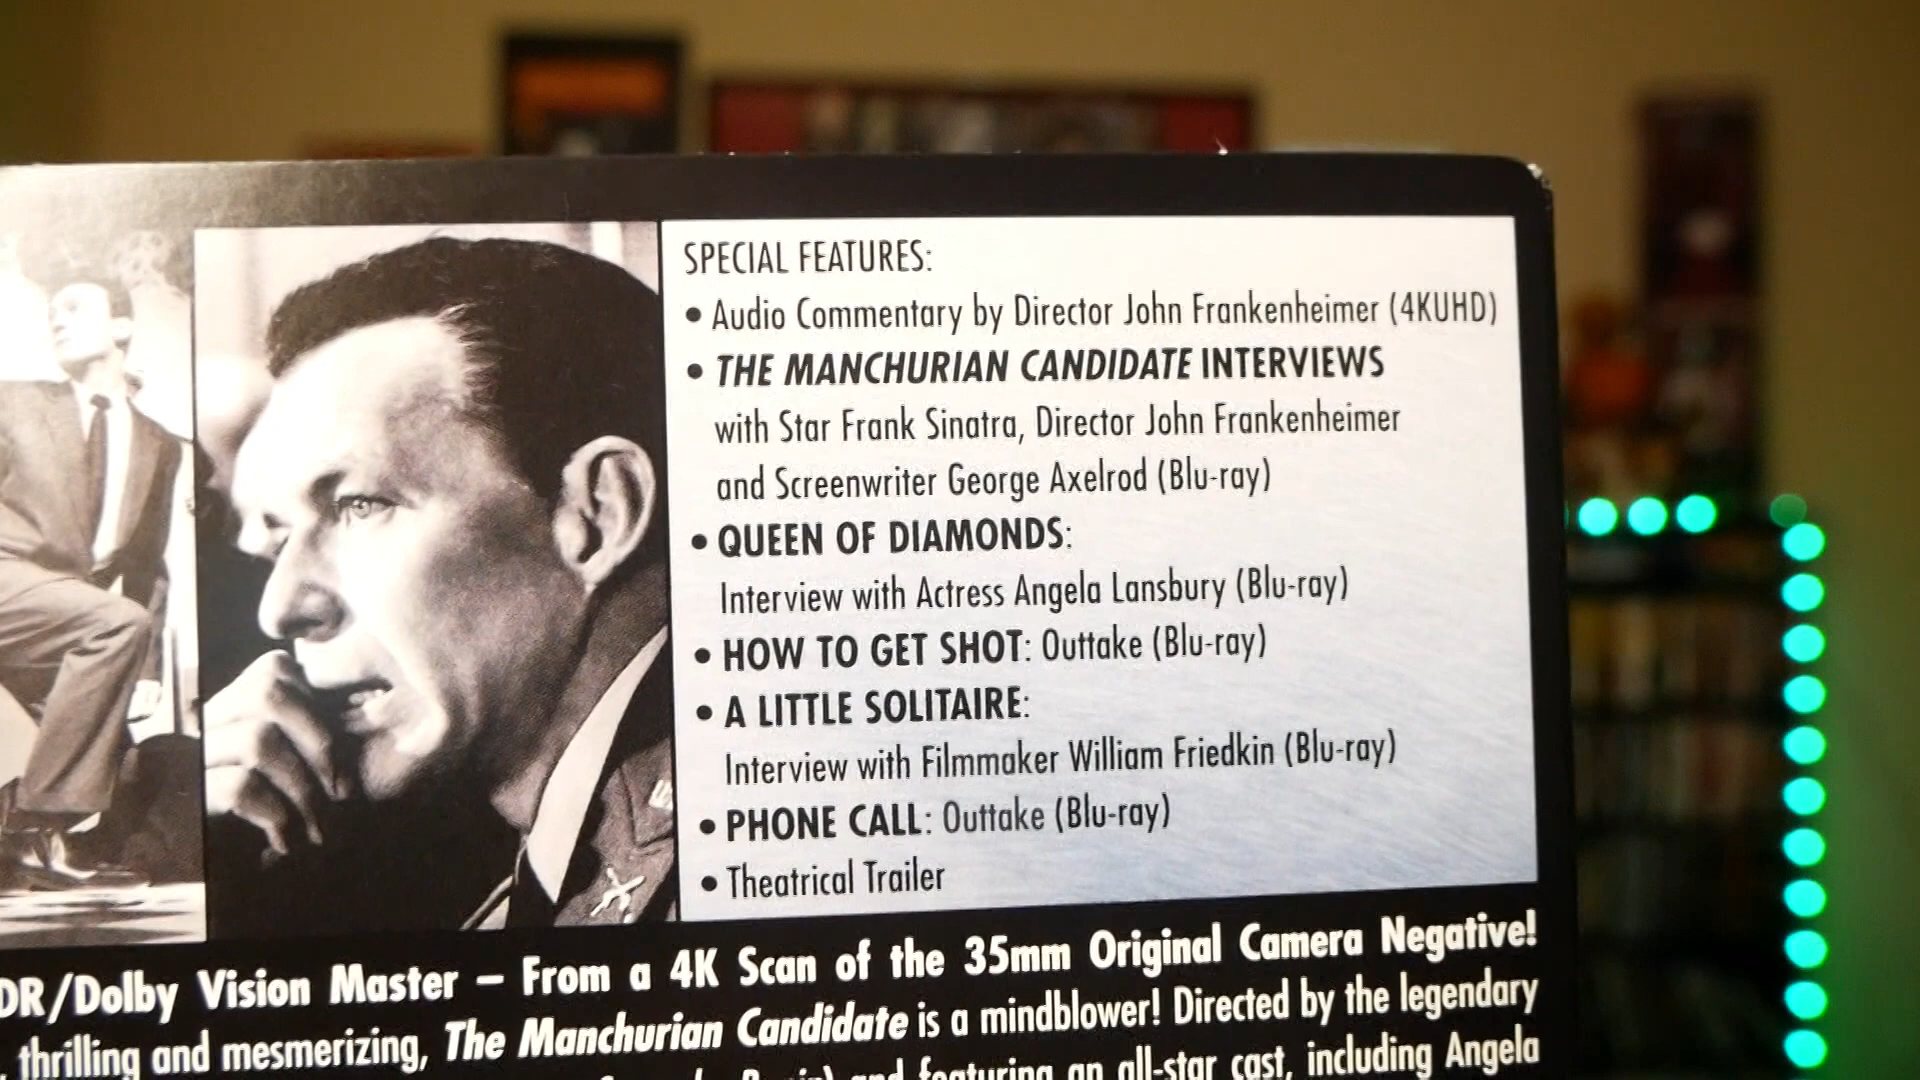 SPECIAL FEATURES:
• Audio Commentary by Director John Frankenheimer (4KUHD)
• THE MANCHURIAN CANDIDATE INTERVIEWS
with Star Frank Sinatra, Director John Frankenheimer
and Screenwriter George Axelrod (Blu-ray)
• QUEEN OF DIAMONDS:
Interview with Actress Angela Lansbury (Blu-ray)
• HOW TO GET SHOT: Outtake (Blu-ray)
• A LITTLE SOLITAIRE:
Interview with Filmmaker William Friedkin (Blu-ray)
• PHONE CALL: Outtake (Blu-ray)
• Theatrical Trailer
DR/Dolby Vision Master – From a 4K Scan of the 35mm Original Camera Negative!
, thrilling and mesmerizing, The Manchurian Candidate is a mindblower! Directed by the legendary
and featuring an all-star cast, including Angela